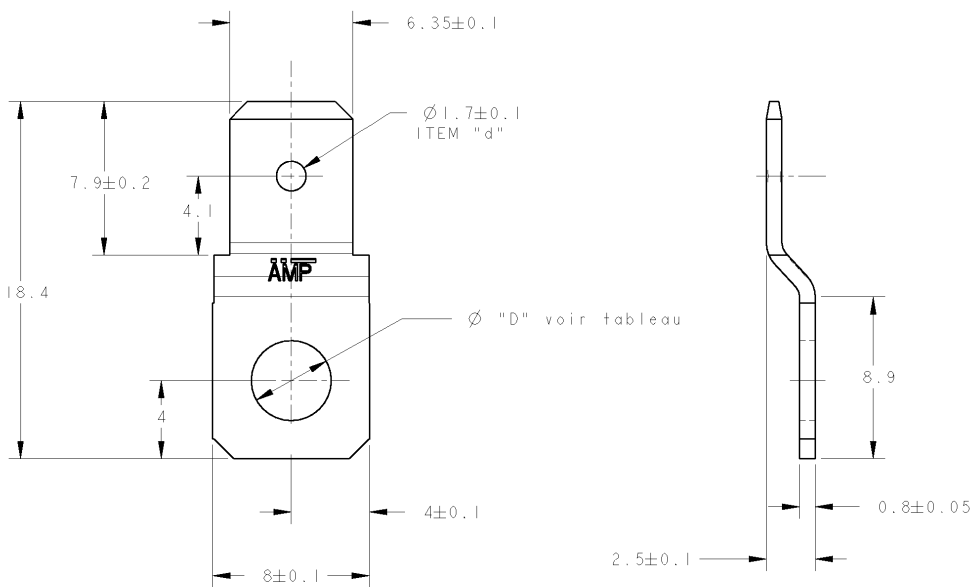 6.35±0.1
Ø1.7±0.1
ITEM "d"
7.9±0.2
4.1
AMP
18.4
Ø "D" voir tableau
8.9
4
4±0.1
0.8±0.05
2.5±0.1
8±0.1